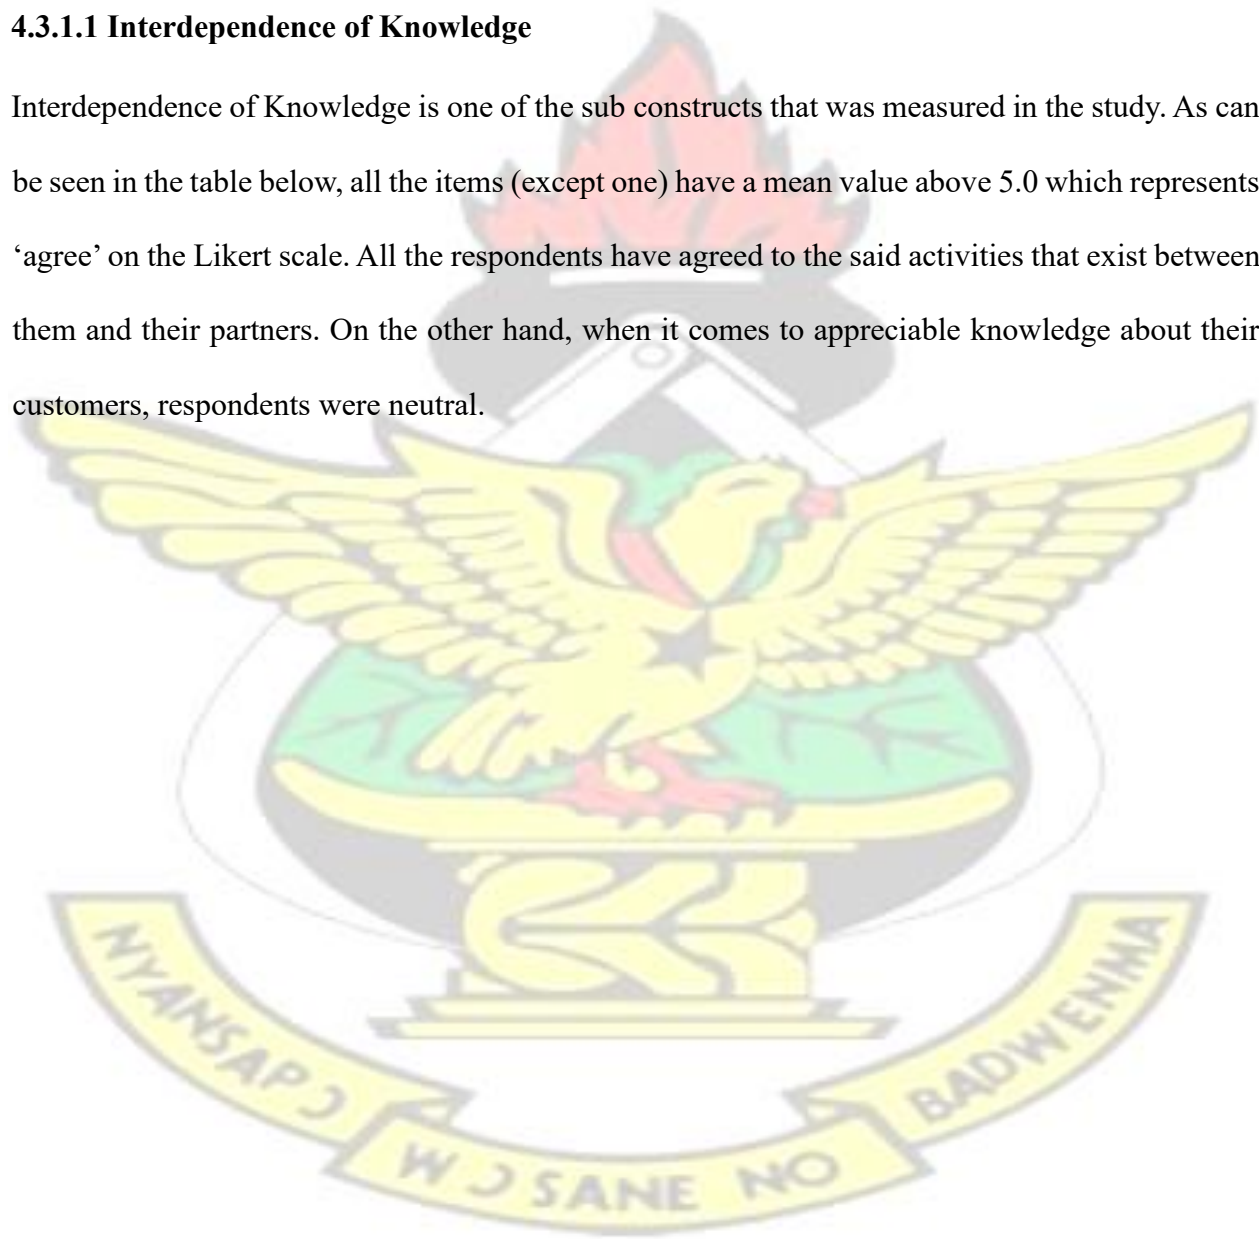 4.3.1.1 Interdependence of Knowledge
Interdependence of Knowledge is one of the sub constructs that was measured in the study. As can
be seen in the table below, all the items (except one) have a mean value above 5.0 which represents
‘agree’ on the Likert scale. All the respondents have agreed to the said activities that exist between
them and their partners. On the other hand, when it comes to appreciable knowledge about their
customers, respondents were neutral.
NYANSAPƆ
WƆSANE NO
BADWENMA